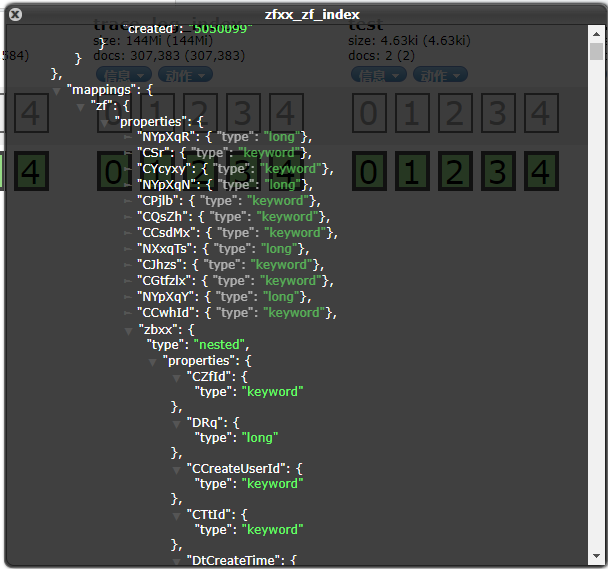 zfxx_zf_index
trace_log_index
test
size: 144Mi (144Mi)
size: 4.63ki (4.63ki)
584)
docs: 307,383 (307,383)
docs: 2 (2)
信息
动作
信息
动作
4
0 1 2 3 4
0 1 2 3 4
4
0 1 2 3 4
0 1 2 3 4
"created": "5050099"
}
}
},
"mappings": {
"zf": {
"properties": {
"NYpXqR": { "type": "long"},
"CSr": { "type": "keyword"},
"CYcyxy": { "type": "keyword"},
"NYpXqN": { "type": "long"},
"CPjlb": { "type": "keyword"},
"CQsZh": { "type": "keyword"},
"CCsdMx": { "type": "keyword"},
"NXxqTs": { "type": "long"},
"CJhzs": { "type": "keyword"},
"CGtfzlx": { "type": "keyword"},
"NYpXqY": { "type": "long"},
"CCwhId": { "type": "keyword"},
"zbxx": {
"type": "nested",
"properties": {
"CZfId": {
"type": "keyword"
},
"DRq": {
"type": "long"
},
"CCreateUserId": {
"type": "keyword"
},
"CTtId": {
"type": "keyword"
},
"DtCreateTime": {